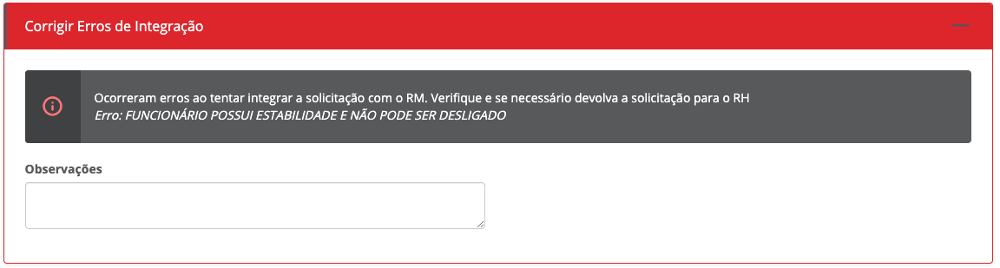 Corrigir Erros de Integração
Ocorreram erros ao tentar integrar a solicitação com o RM. Verifique e se necessário devolva a solicitação para o RH
Erro: FUNCIONÁRIO POSSUI ESTABILIDADE E NÃO PODE SER DESLIGADO
Observações